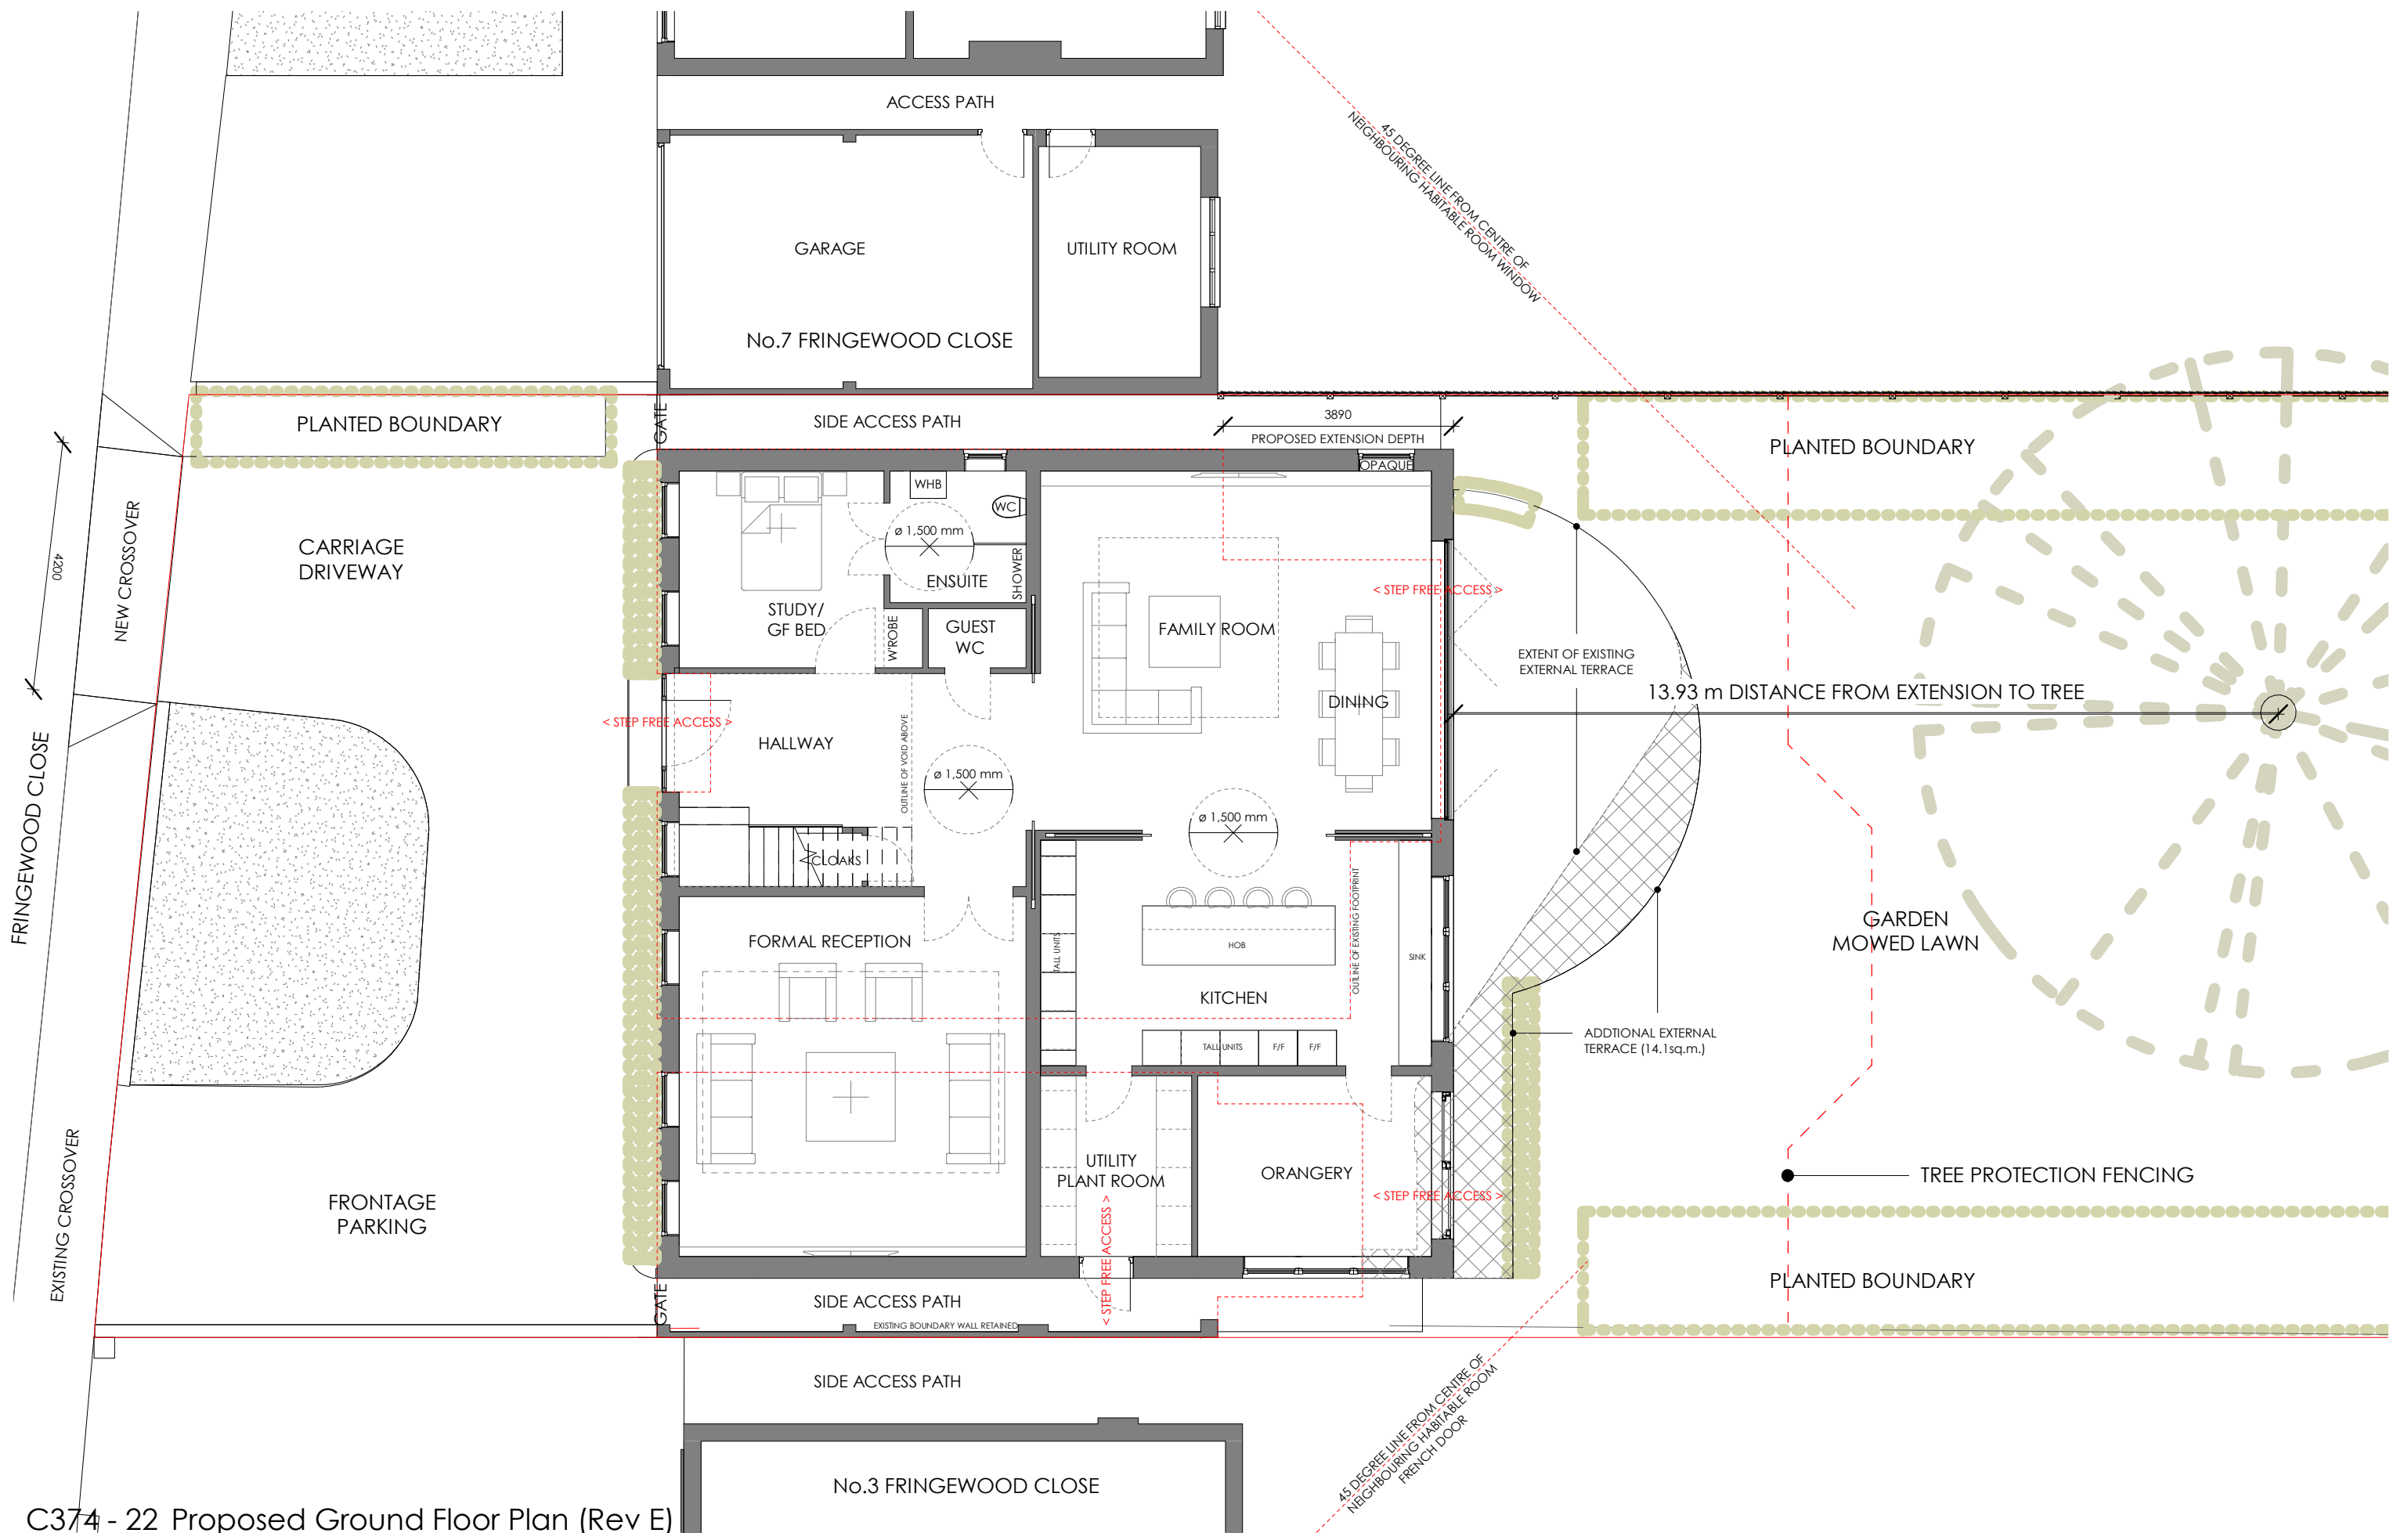 ACCESS PATH
45 DEGREE LINE FROM CENTRE OF
NEIGHBOURING HABITABLE ROOM WINDOW
GARAGE
UTILITY ROOM
No.7 FRINGEWOOD CLOSE
PLANTED BOUNDARY
GATE
SIDE ACCESS PATH
3890
PROPOSED EXTENSION DEPTH
PLANTED BOUNDARY
OPAQUE
WHB
WC
ø 1,500 mm
ENSUITE
SHOWER
4200
NEW CROSSOVER
CARRIAGE
DRIVEWAY
STUDY/
GF BED
W'ROBE
GUEST
WC
FAMILY ROOM
< STEP FREE ACCESS >
EXTENT OF EXISTING
EXTERNAL TERRACE
13.93 m DISTANCE FROM EXTENSION TO TREE
DINING
< STEP FREE ACCESS >
HALLWAY
OUTLINE OF VOID ABOVE
ø 1,500 mm
ø 1,500 mm
FRINGEWOOD CLOSE
CLOAKS
OUTLINE OF EXISTING FOOTPRINT
FORMAL RECEPTION
TALL UNITS
HOB
SINK
GARDEN
MOWED LAWN
KITCHEN
TALL UNITS
F/F
F/F
ADDTIONAL EXTERNAL
TERRACE (14.1sq.m.)
EXISTING CROSSOVER
FRONTAGE
PARKING
UTILITY
PLANT ROOM
ORANGERY
< STEP FREE ACCESS >
< STEP FREE ACCESS >
TREE PROTECTION FENCING
PLANTED BOUNDARY
GATE
SIDE ACCESS PATH
EXISTING BOUNDARY WALL RETAINED
SIDE ACCESS PATH
45 DEGREE LINE FROM CENTRE OF
NEIGHBOURING HABITABLE ROOM
FRENCH DOOR
No.3 FRINGEWOOD CLOSE
C374 - 22 Proposed Ground Floor Plan (Rev E)